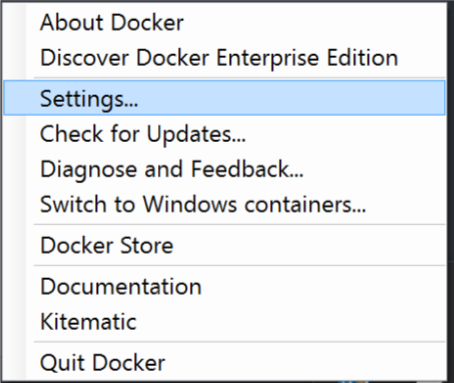 About Docker
Discover Docker Enterprise Edition
Settings...
Check for Updates...
Diagnose and Feedback...
Switch to Windows containers...
Docker Store
Documentation
Kitematic
Quit Docker